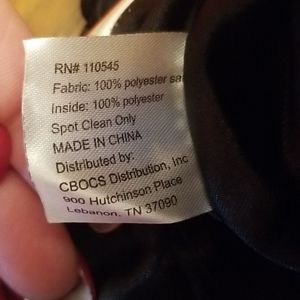 RN# 110545
Fabric: 100% polyester
Inside: 100% polyester
Spot Clean Only
MADE IN CHINA
Distributed by:
CBOCS Distribution, Inc
900 Hutchinson Place
Lebanon, TN 37090